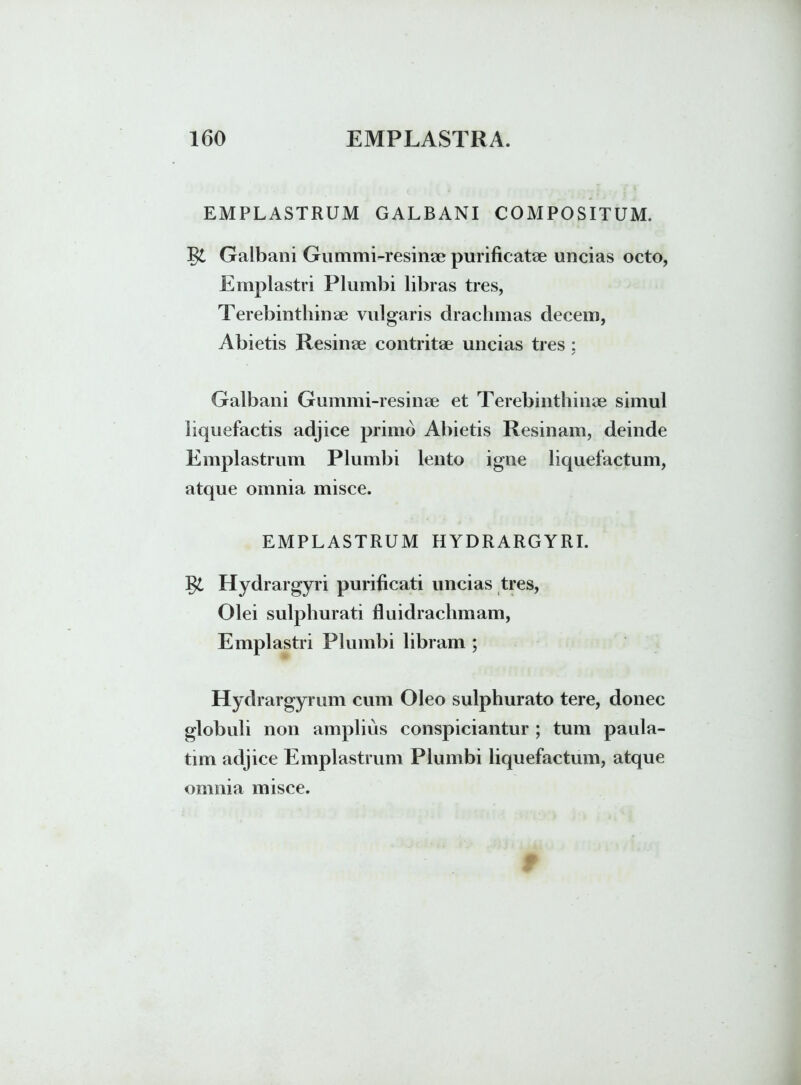 160 EMPLASTRA.
EMPLASTRUM GALBANI COMPOSITUM.
℞ Galbani Gummi-resinæ purificatæ uncias octo,
Emplastri Plumbi libras tres,
Terebinthinæ vulgaris drachmas decem,
Abietis Resinæ contritæ uncias tres ;
Galbani Gummi-resinæ et Terebinthinæ simul
liquefactis adjice primò Abietis Resinam, deinde
Emplastrum Plumbi lento igne liquefactum,
atque omnia misce.
EMPLASTRUM HYDRARGYRI.
℞ Hydrargyri purificati uncias tres,
Olei sulphurati fluidrachmam,
Emplastri Plumbi libram ;
Hydrargyrum cum Oleo sulphurato tere, donec
globuli non ampliùs conspiciantur ; tum paula-
tim adjice Emplastrum Plumbi liquefactum, atque
omnia misce.